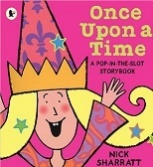 Once
Upon a
Time
A POP-IN-THE-SLOT
STORYBOOK
NICK
SHARRATT